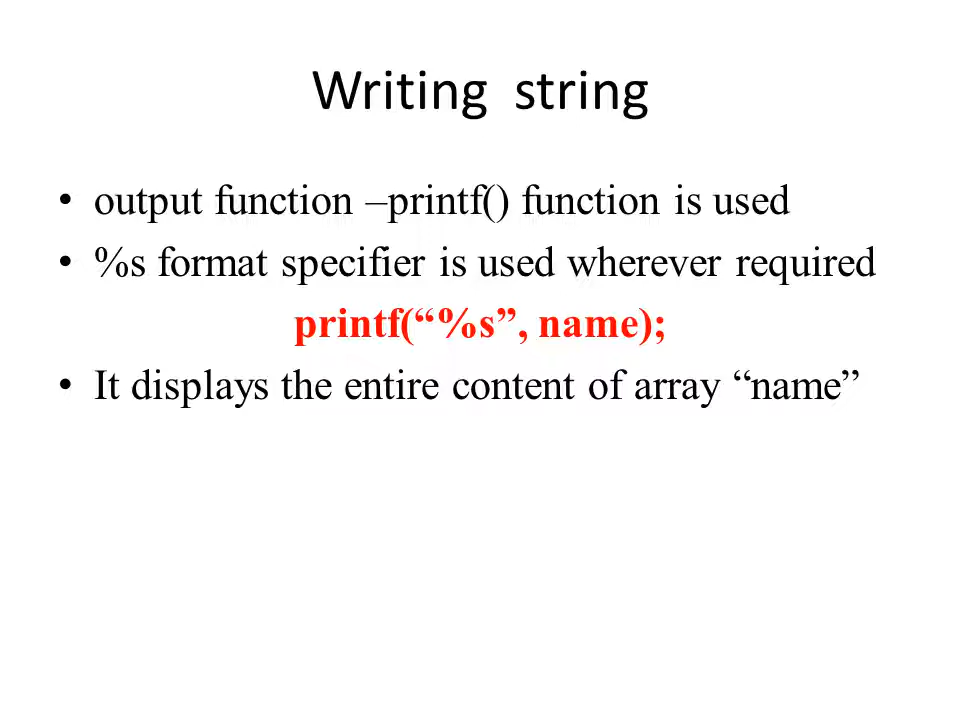 Writing string
• output function –printf() function is used
• %s format specifier is used wherever required
printf(“%s”, name);
• It displays the entire content of array “name”